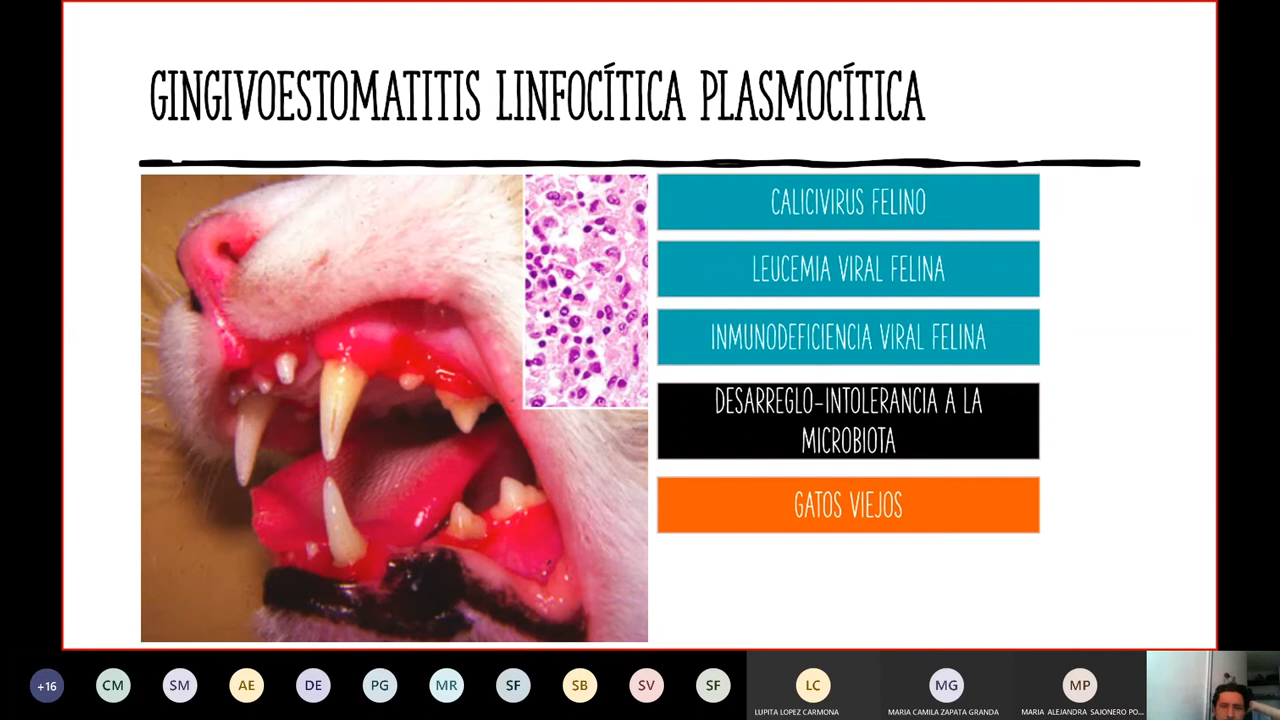 GINGIVOESTOMATITIS LINFOCÍTICA PLASMOCÍTICA
CALICIVIRUS FELINO
LEUCEMIA VIRAL FELINA
INMUNODEFICIENCIA VIRAL FELINA
DESARREGLO-INTOLERANCIA A LA
MICROBIOTA
GATOS VIEJOS
+16
CM
SM
AE
DE
PG
MR
SF
SB
SV
SF
LC
MG
MP
LUPITA LOPEZ CARMONA
MARIA CAMILA ZAPATA GRANDA
MARIA ALEJANDRA SAJONERO PO...